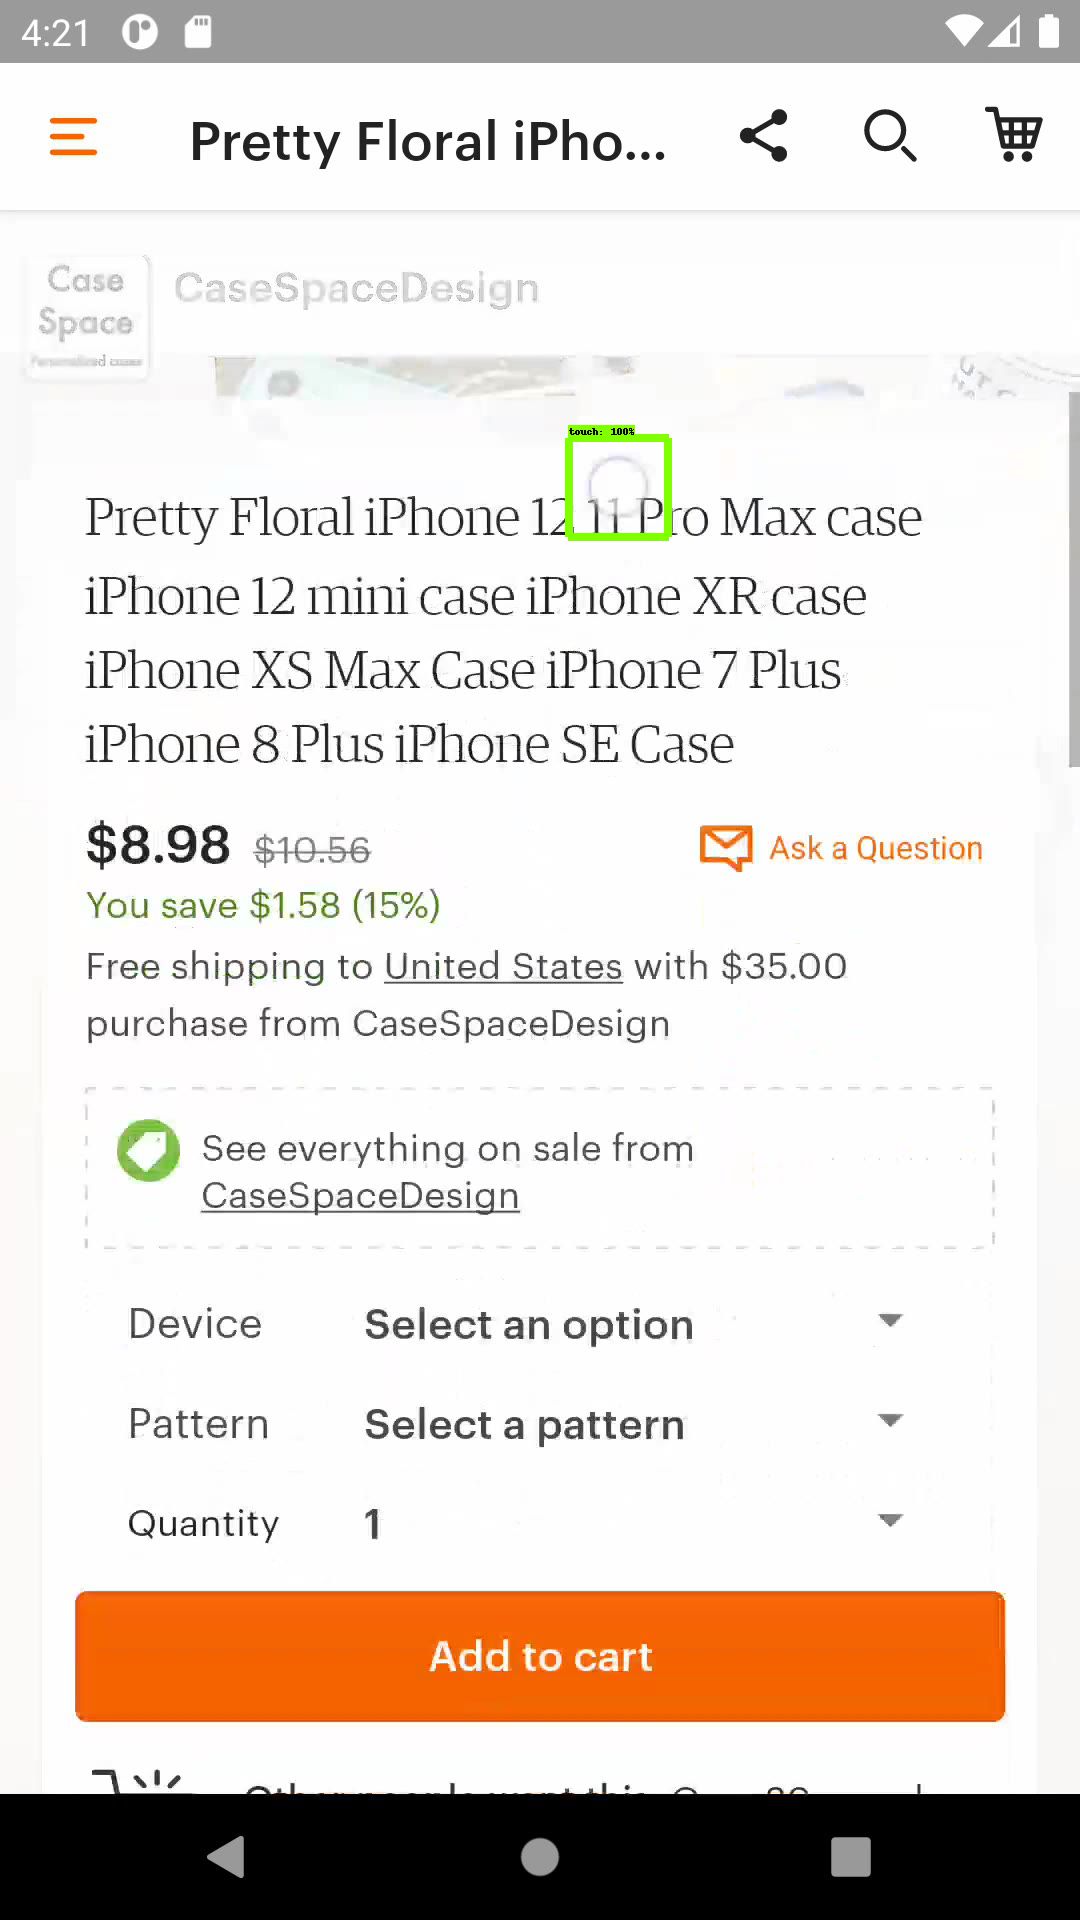 4:21
Pretty Floral iPho...
Case
Space
Personalized cases
CaseSpaceDesign
touch: 100%
Pretty Floral iPhone 12 11 Pro Max case
iPhone 12 mini case iPhone XR case
iPhone XS Max Case iPhone 7 Plus
iPhone 8 Plus iPhone SE Case
$8.98 $10.56
Ask a Question
You save $1.58 (15%)
Free shipping to United States with $35.00
purchase from CaseSpaceDesign
See everything on sale from
CaseSpaceDesign
Device Select an option
Pattern Select a pattern
Quantity 1
Add to cart
Other people want this.